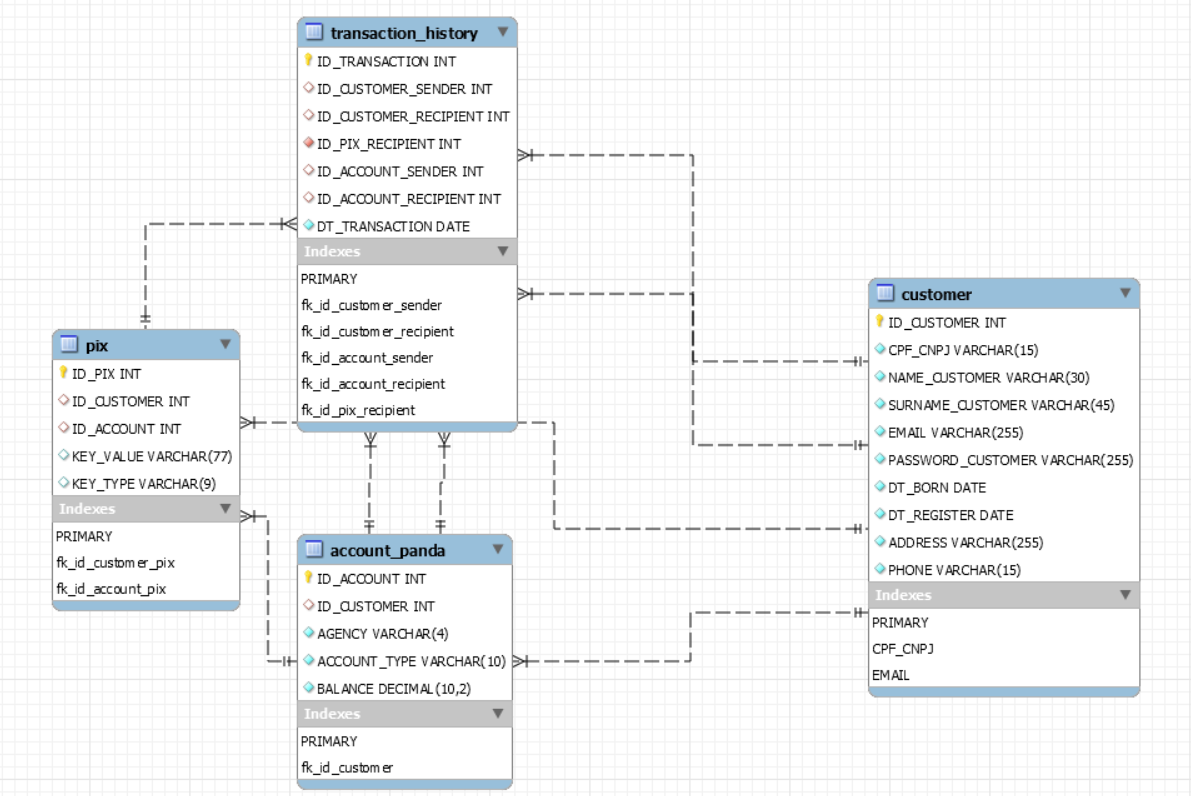 transaction_history
ID_TRANSACTION INT
ID_CUSTOMER_SENDER INT
ID_CUSTOMER_RECIPIENT INT
ID_PIX_RECIPIENT INT
ID_ACCOUNT_SENDER INT
ID_ACCOUNT_RECIPIENT INT
DT_TRANSACTION DATE
Indexes
PRIMARY
fk_id_customer_sender
fk_id_customer_recipient
fk_id_account_sender
fk_id_account_recipient
fk_id_pix_recipient
pix
ID_PIX INT
ID_CUSTOMER INT
ID_ACCOUNT INT
KEY_VALUE VARCHAR(77)
KEY_TYPE VARCHAR(9)
Indexes
PRIMARY
fk_id_customer_pix
fk_id_account_pix
account_panda
ID_ACCOUNT INT
ID_CUSTOMER INT
AGENCY VARCHAR(4)
ACCOUNT_TYPE VARCHAR(10)
BALANCE DECIMAL(10,2)
Indexes
PRIMARY
fk_id_customer
customer
ID_CUSTOMER INT
CPF_CNPJ VARCHAR(15)
NAME_CUSTOMER VARCHAR(30)
SURNAME_CUSTOMER VARCHAR(45)
EMAIL VARCHAR(255)
PASSWORD_CUSTOMER VARCHAR(255)
DT_BORN DATE
DT_REGISTER DATE
ADDRESS VARCHAR(255)
PHONE VARCHAR(15)
Indexes
PRIMARY
CPF_CNPJ
EMAIL